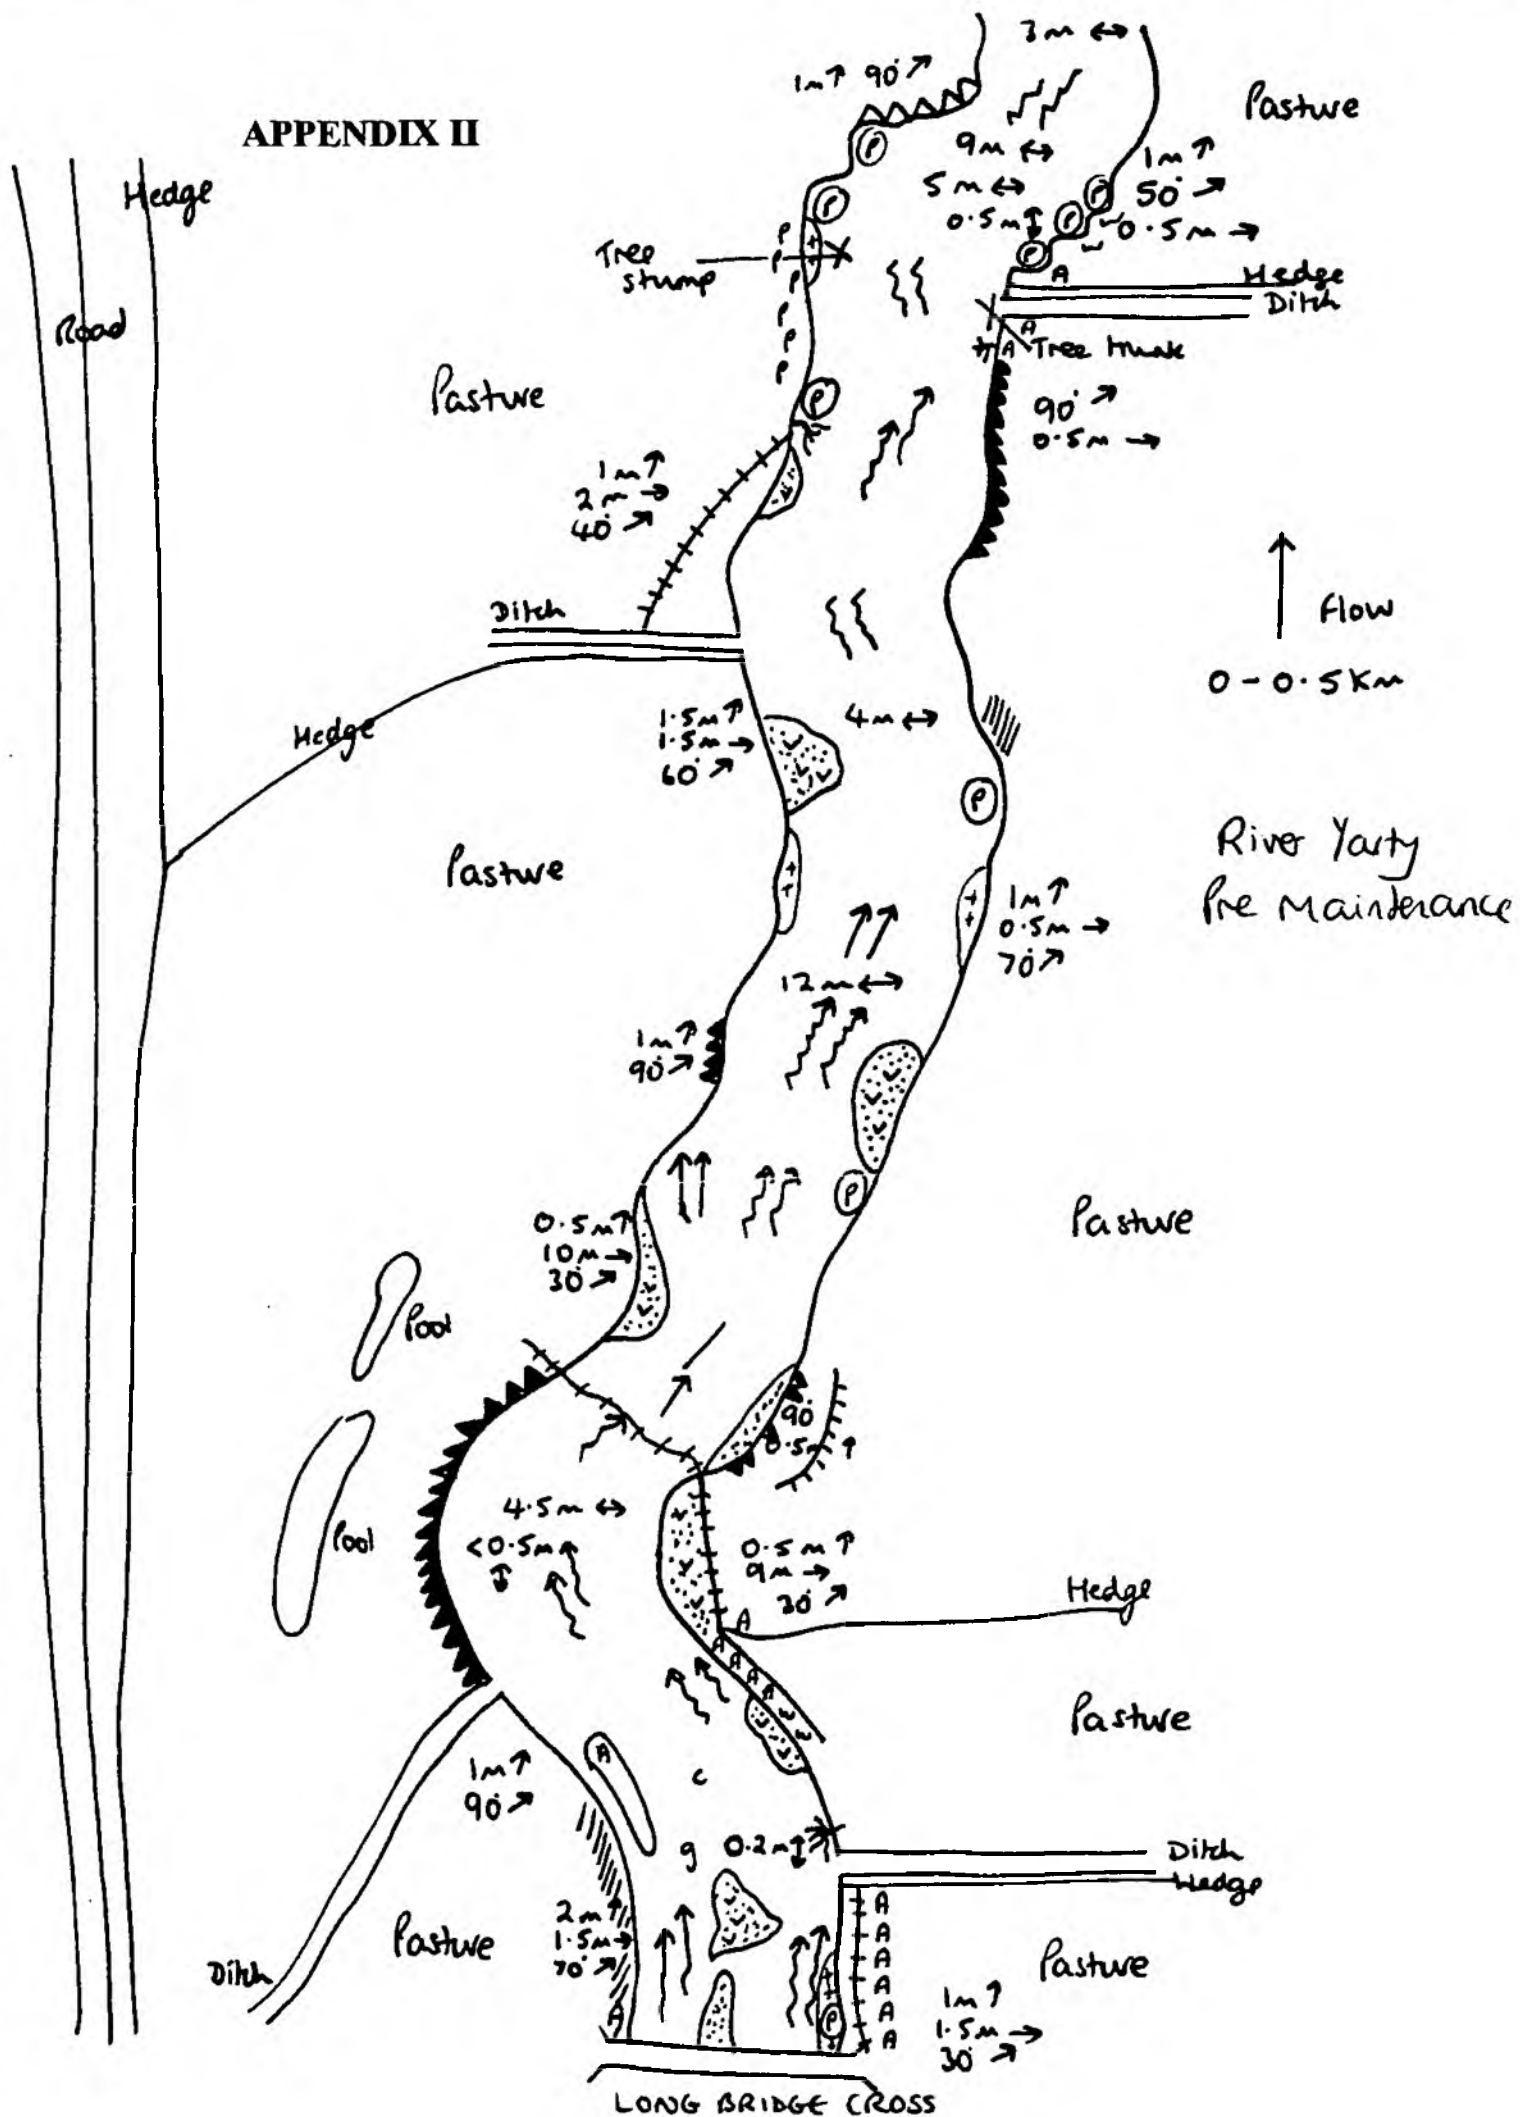 APPENDIX II
3m ↔
1m↑ 90°↗
Pasture
Hedge
9m ↔
1m↑
5m ↔
50°↗
0.5m↕
0.5m →
P
P
P
P
P
Tree
stump
P
P
P
P
P
P
A
Hedge
Ditch
A
A
Tree trunk
Road
Pasture
P
90°↗
0.5m →
1m↑
2m →
40°↗
Ditch
Flow
0 - 0.5 Km
Hedge
1.5m↑
1.5m →
60°↗
4m ↔
P
River Yarty
Pre Maintenance
Pasture
1m↑
0.5m →
70°↗
12m ↔
1m↑
90°↗
P
Pasture
0.5m↑
10m →
30°↗
Pool
90°
0.5m↑
4.5m ↔
<0.5m
↕
Pool
0.5m↑
9m →
30°↗
Hedge
A
A
A
A
A
Pasture
1m↑
90°↗
A
c
g
0.2m↕
Ditch
Hedge
Pasture
2m↑
1.5m →
70°↗
A
A
A
A
A
A
Pasture
Ditch
A
P
1m↑
1.5m →
30°↗
LONG BRIDGE CROSS